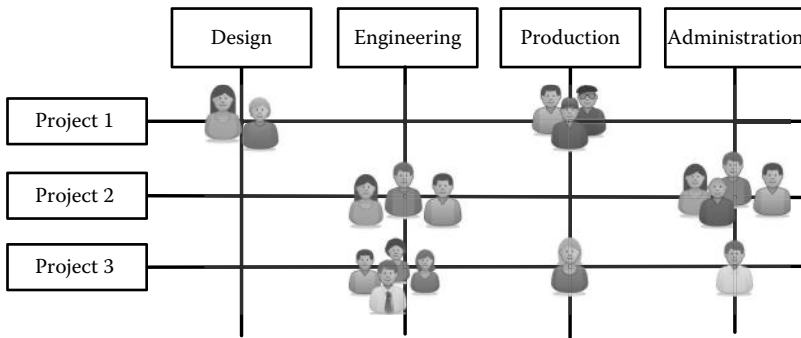 Design
Engineering
Production
Administration
Project 1
Project 2
Project 3